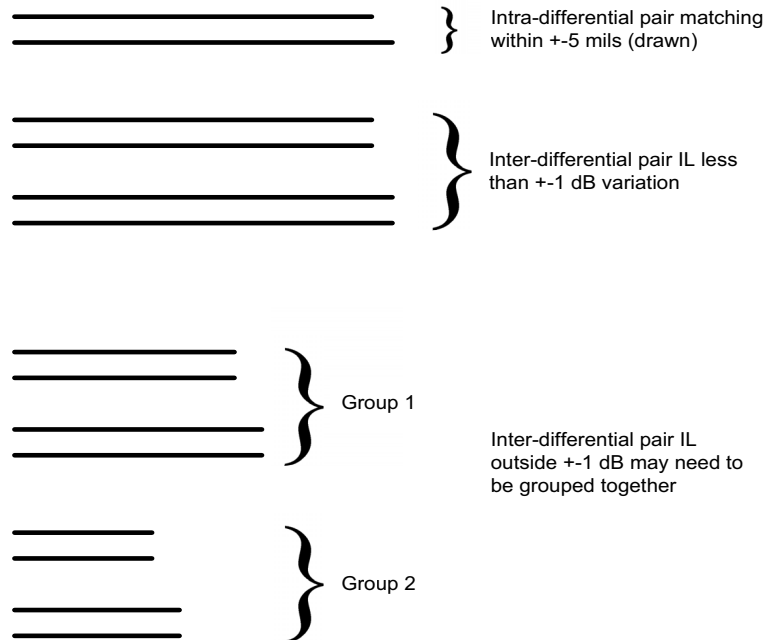 Intra-differential pair matching
within +-5 mils (drawn)
Inter-differential pair IL less
than +-1 dB variation
Group 1
Inter-differential pair IL
outside +-1 dB may need to
be grouped together
Group 2